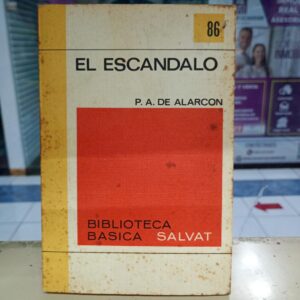 86
EL ESCANDALO
P. A. DE ALARCON
BIBLIOTECA
BASICA SALVAT